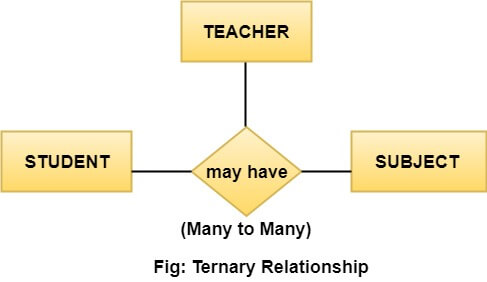 TEACHER
STUDENT
may have
SUBJECT
(Many to Many)
Fig: Ternary Relationship